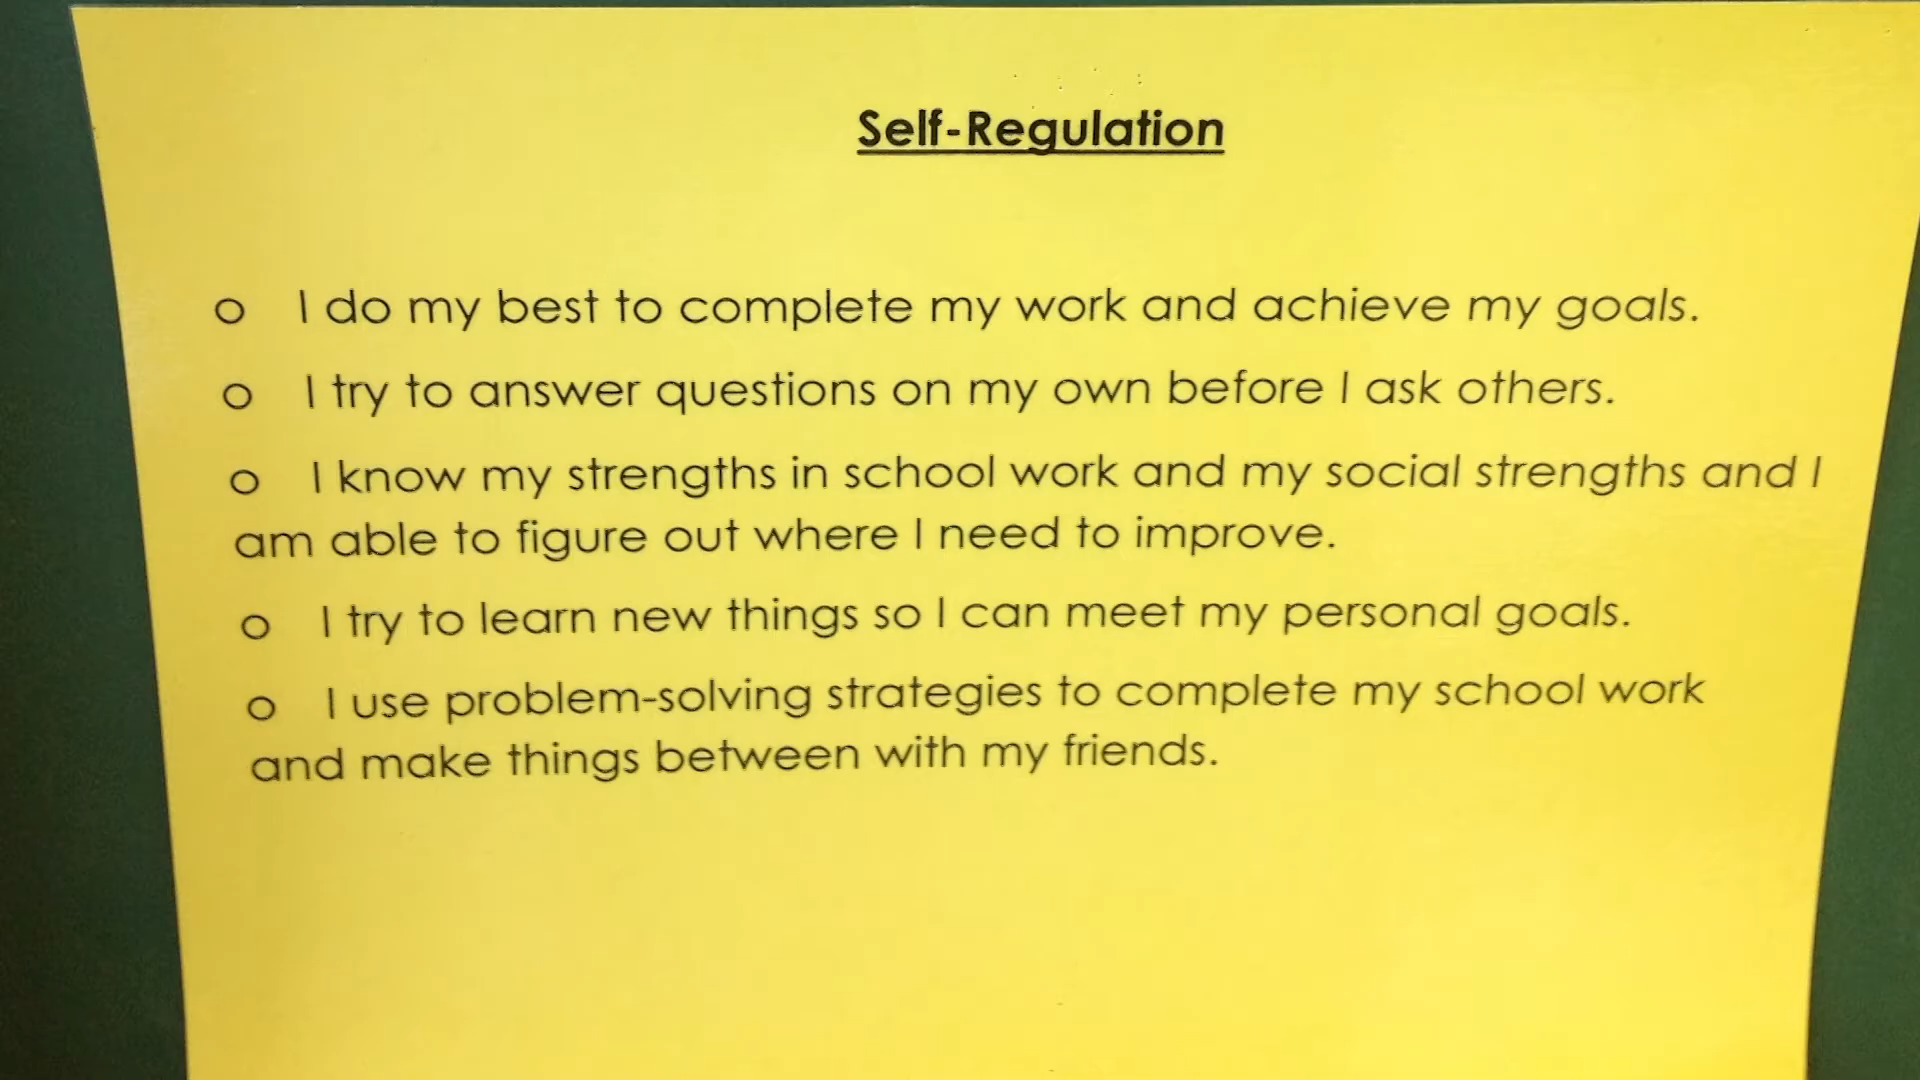 Self-Regulation
o I do my best to complete my work and achieve my goals.
o I try to answer questions on my own before I ask others.
o I know my strengths in school work and my social strengths and I
am able to figure out where I need to improve.
o I try to learn new things so I can meet my personal goals.
o I use problem-solving strategies to complete my school work
and make things between with my friends.